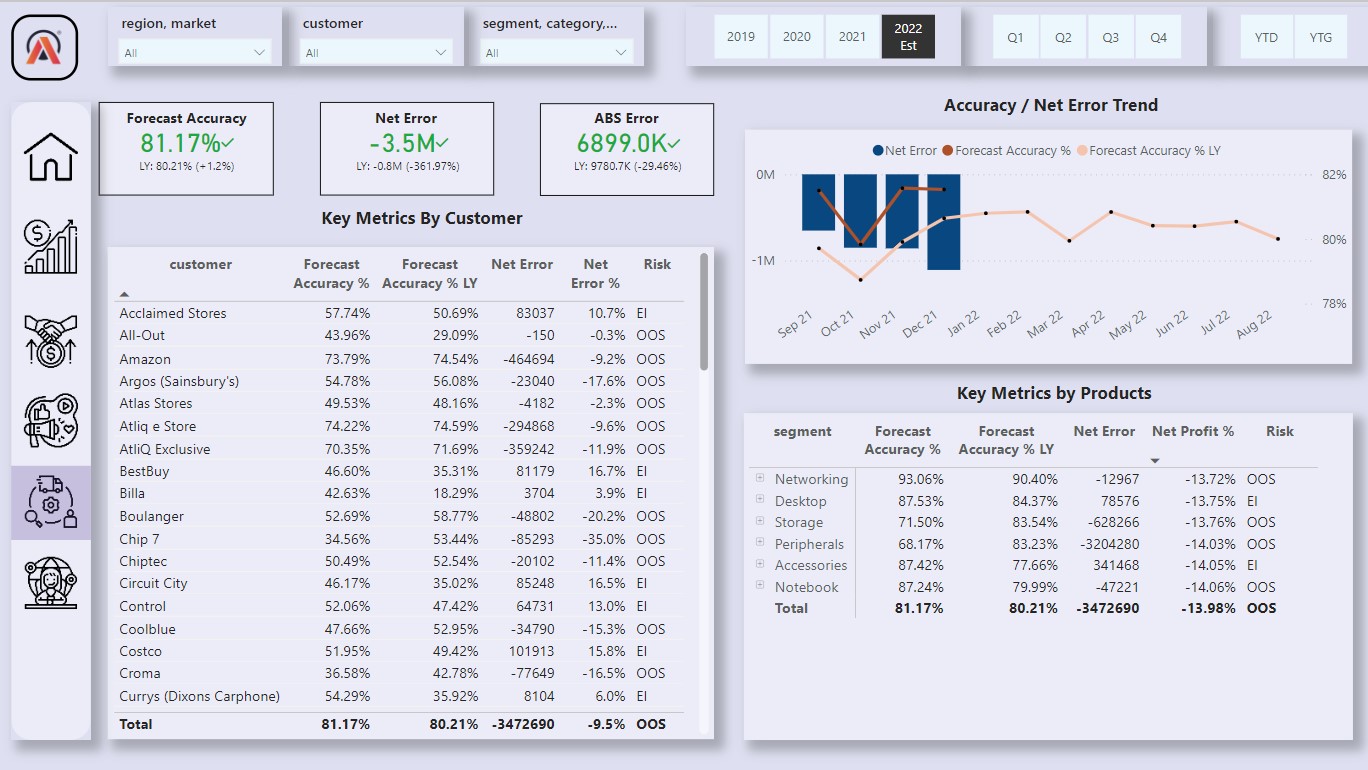 region, market
All
customer
All
segment, category,...
All
2019 2020 2021 2022 Est
Q1 Q2 Q3 Q4
YTD YTG
Forecast Accuracy
81.17%
LY: 80.21% (+1.2%)
Net Error
-3.5M
LY: -0.8M (-361.97%)
ABS Error
6899.0K
LY: 9780.7K (-29.46%)
Key Metrics By Customer
customer Forecast Accuracy % Forecast Accuracy % LY Net Error Net Error % Risk
Acclaimed Stores 57.74% 50.69% 83037 10.7% EI
All-Out 43.96% 29.09% -150 -0.3% OOS
Amazon 73.79% 74.54% -464694 -9.2% OOS
Argos (Sainsbury's) 54.78% 56.08% -23040 -17.6% OOS
Atlas Stores 49.53% 48.16% -4182 -2.3% OOS
Atliq e Store 74.22% 74.59% -294868 -9.6% OOS
AtliQ Exclusive 70.35% 71.69% -359242 -11.9% OOS
BestBuy 46.60% 35.31% 81179 16.7% EI
Billa 42.63% 18.29% 3704 3.9% EI
Boulanger 52.69% 58.77% -48802 -20.2% OOS
Chip 7 34.56% 53.44% -85293 -35.0% OOS
Chiptec 50.49% 52.54% -20102 -11.4% OOS
Circuit City 46.17% 35.02% 85248 16.5% EI
Control 52.06% 47.42% 64731 13.0% EI
Coolblue 47.66% 52.95% -34790 -15.3% OOS
Costco 51.95% 49.42% 101913 15.8% EI
Croma 36.58% 42.78% -77649 -16.5% OOS
Currys (Dixons Carphone) 54.29% 35.92% 8104 6.0% EI
Total 81.17% 80.21% -3472690 -9.5% OOS
Accuracy / Net Error Trend
Net Error Forecast Accuracy % Forecast Accuracy % LY
0M 82%
80%
-1M
78%
Sep 21 Oct 21 Nov 21 Dec 21 Jan 22 Feb 22 Mar 22 Apr 22 May 22 Jun 22 Jul 22 Aug 22
Key Metrics by Products
segment Forecast Accuracy % Forecast Accuracy % LY Net Error Net Profit % Risk
Networking 93.06% 90.40% -12967 -13.72% OOS
Desktop 87.53% 84.37% 78576 -13.75% EI
Storage 71.50% 83.54% -628266 -13.76% OOS
Peripherals 68.17% 83.23% -3204280 -14.03% OOS
Accessories 87.42% 77.66% 341468 -14.05% EI
Notebook 87.24% 79.99% -47221 -14.06% OOS
Total 81.17% 80.21% -3472690 -13.98% OOS